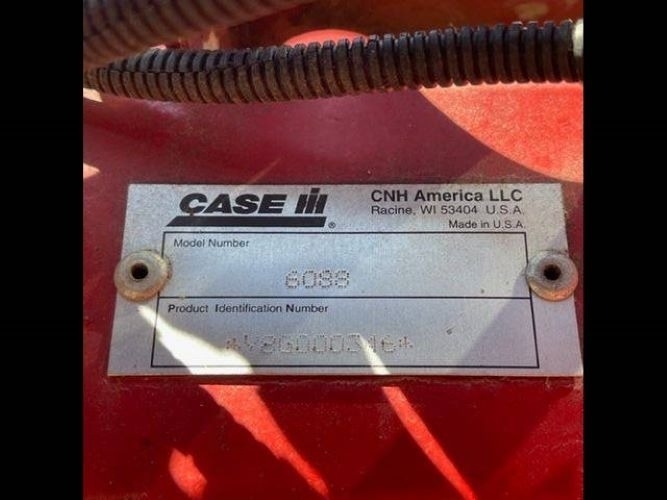 CASE IH
®
CNH America LLC
Racine, WI 53404 U.S.A.
Made in U.S.A.
Model Number
6088
Product Identification Number